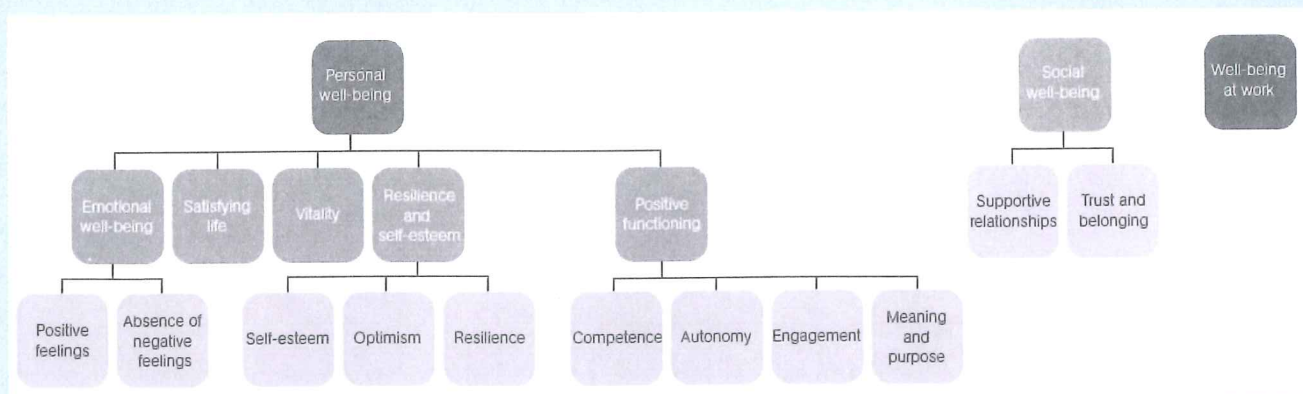 Personal
well-being
Social
well-being
Well-being
at work
Emotional
well-being
Satisfying
life
Vitality
Resilience
and
self-esteem
Positive
functioning
Supportive
relationships
Trust and
belonging
Positive
feelings
Absence of
negative
feelings
Self-esteem
Optimism
Resilience
Competence
Autonomy
Engagement
Meaning
and
purpose